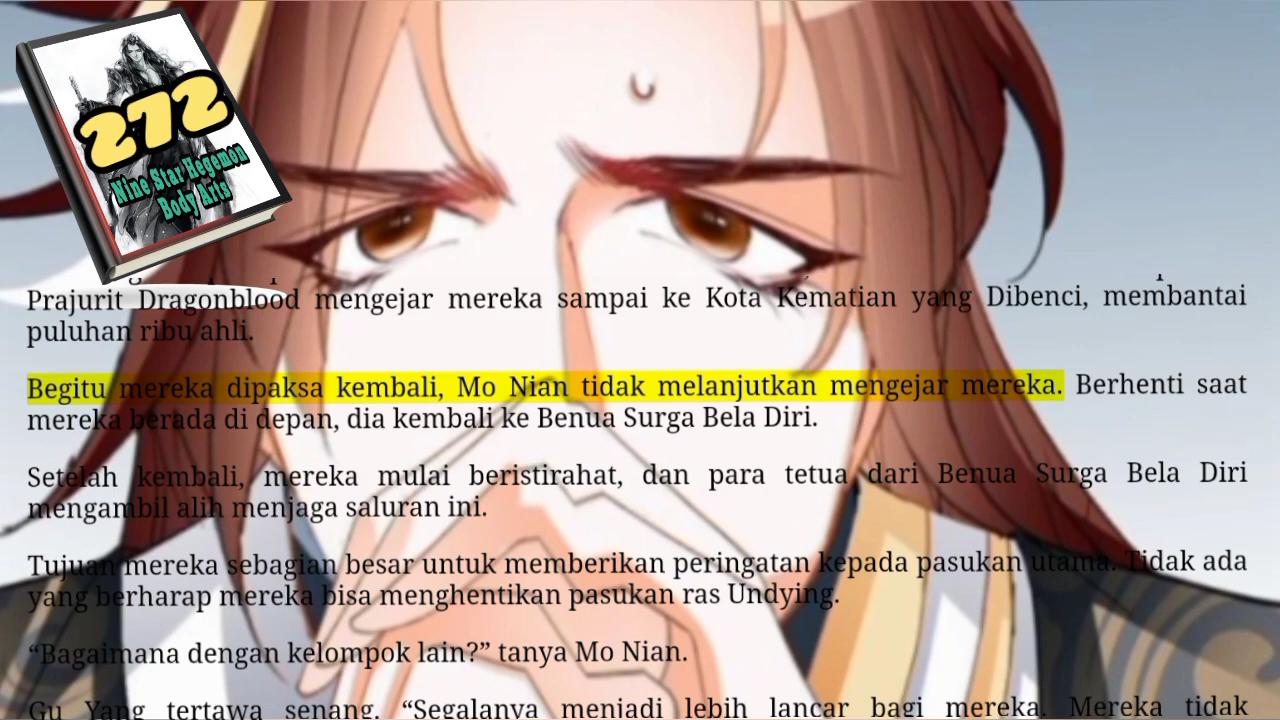 272
Nine Star Hegemon
Body Arts
Prajurit Dragonblood mengejar mereka sampai ke Kota Kematian yang Dibenci, membantai
puluhan ribu ahli.
Begitu mereka dipaksa kembali, Mo Nian tidak melanjutkan mengejar mereka. Berhenti saat
mereka berada di depan, dia kembali ke Benua Surga Bela Diri.
Setelah kembali, mereka mulai beristirahat, dan para tetua dari Benua Surga Bela Diri
mengambil alih menjaga saluran ini.
Tujuan mereka sebagian besar untuk memberikan peringatan kepada pasukan utama. Tidak ada
yang berharap mereka bisa menghentikan pasukan ras Undying.
“Bagaimana dengan kelompok lain?” tanya Mo Nian.
Gu Yang tertawa senang. “Segalanya menjadi lebih lancar bagi mereka. Mereka tidak